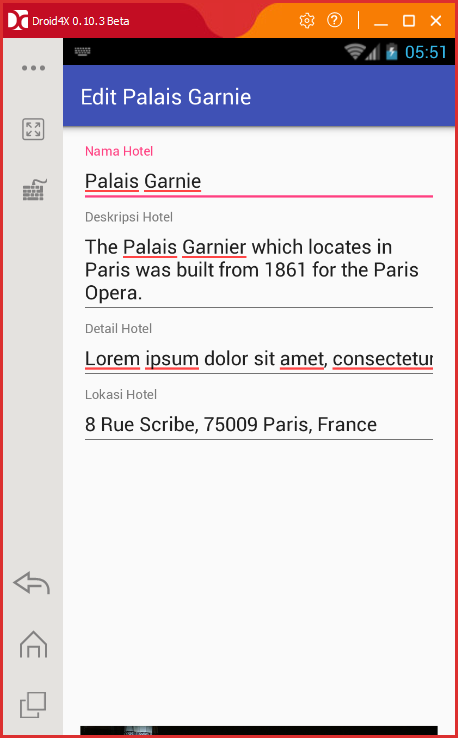 Droid4X 0.10.3 Beta
05:51
Edit Palais Garnie
Nama Hotel
Palais Garnie
Deskripsi Hotel
The Palais Garnier which locates in
Paris was built from 1861 for the Paris
Opera.
Detail Hotel
Lorem ipsum dolor sit amet, consectetur
Lokasi Hotel
8 Rue Scribe, 75009 Paris, France